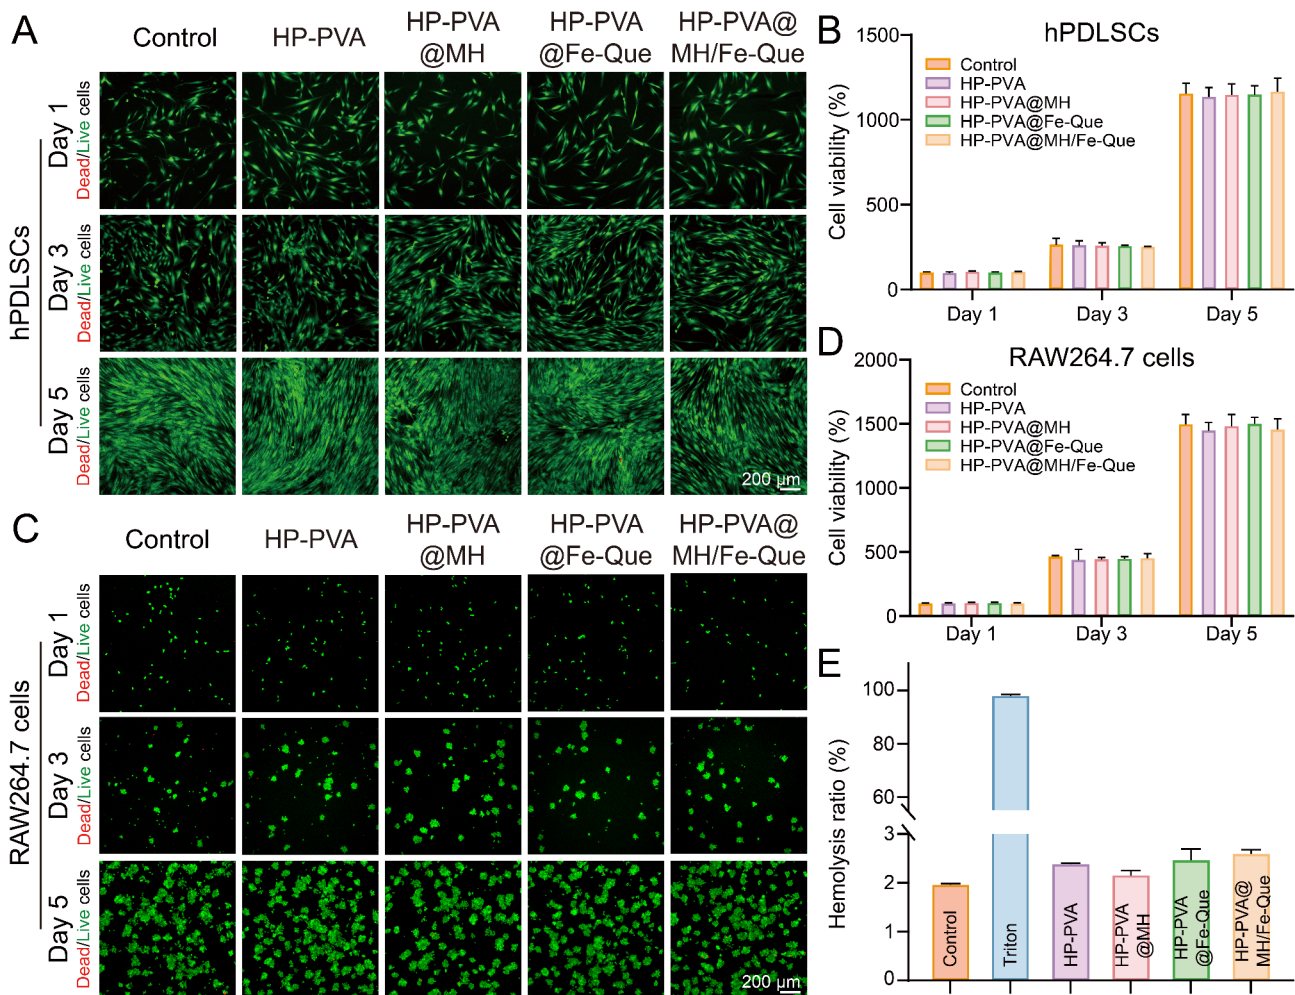 A
Control
HP-PVA
HP-PVA
@MH
HP-PVA
@Fe-Que
HP-PVA@
MH/Fe-Que
hPDLSCs
Day 1
Dead/Live cells
Day 3
Dead/Live cells
Day 5
Dead/Live cells
200 µm
B
hPDLSCs
Cell viability (%)
1500
1000
500
0
Control
HP-PVA
HP-PVA@MH
HP-PVA@Fe-Que
HP-PVA@MH/Fe-Que
Day 1
Day 3
Day 5
C
Control
HP-PVA
HP-PVA
@MH
HP-PVA
@Fe-Que
HP-PVA@
MH/Fe-Que
RAW264.7 cells
Day 1
Dead/Live cells
Day 3
Dead/Live cells
Day 5
Dead/Live cells
200 µm
D
RAW264.7 cells
Cell viability (%)
2000
1500
1000
500
0
Control
HP-PVA
HP-PVA@MH
HP-PVA@Fe-Que
HP-PVA@MH/Fe-Que
Day 1
Day 3
Day 5
E
Hemolysis ratio (%)
100
80
60
3
2
1
0
Control
Triton
HP-PVA
HP-PVA
@MH
HP-PVA
@Fe-Que
HP-PVA@
MH/Fe-Que